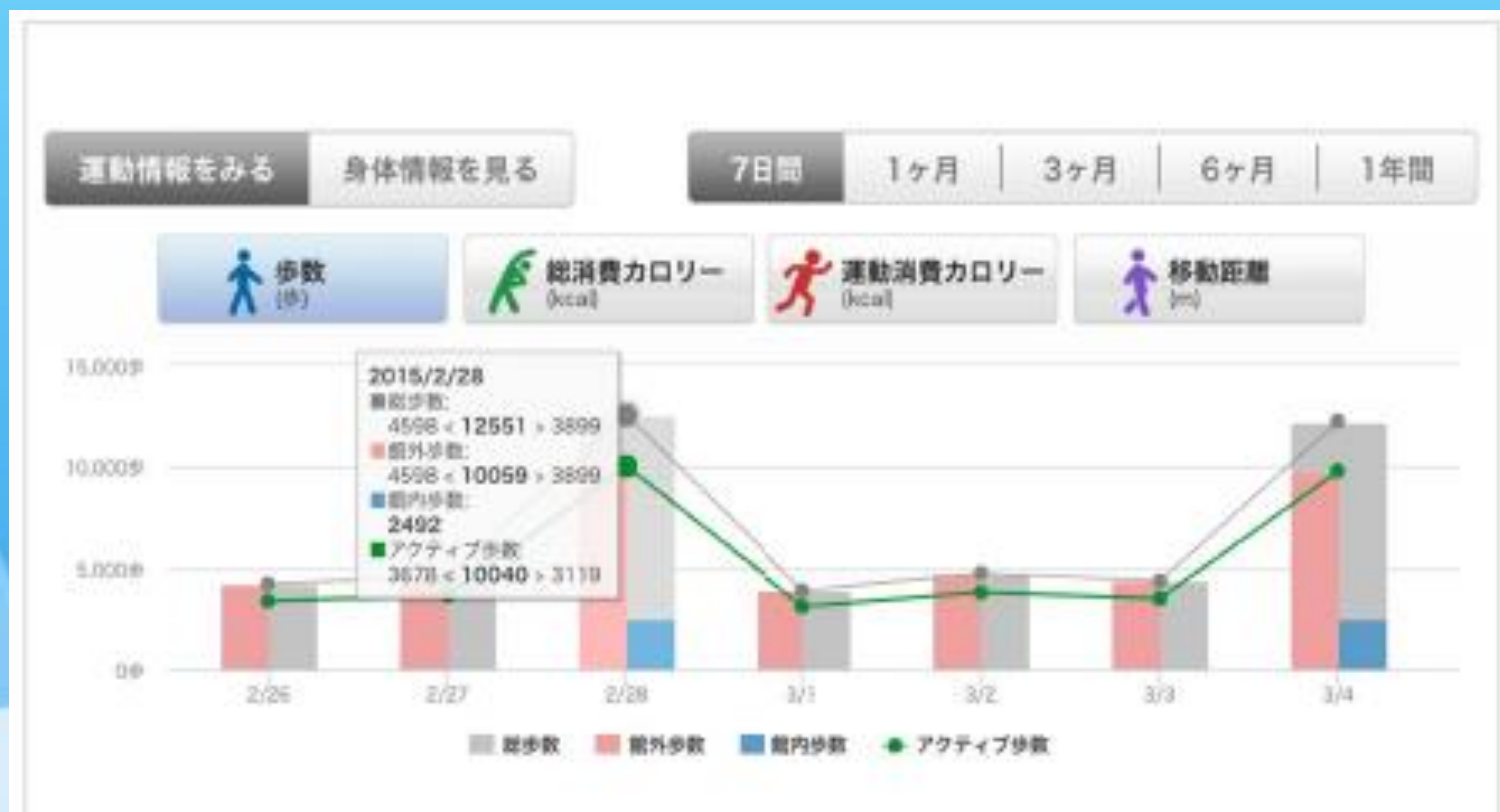 運動情報をみる 身体情報を見る 7日間 1ヶ月 3ヶ月 6ヶ月 1年間
歩数 総消費カロリー 運動消費カロリー 移動距離
(歩) (kcal) (kcal) (m)
15,000歩
2015/2/28
■総歩数:
4598 < 12551 > 3899
10,000歩
■館外歩数:
4598 < 10059 > 3899
■館内歩数:
2492
5,000歩
■アクティブ歩数
3678 < 10040 > 3119
0歩
2/26 2/27 2/28 3/1 3/2 3/3 3/4
総歩数 館外歩数 館内歩数 アクティブ歩数